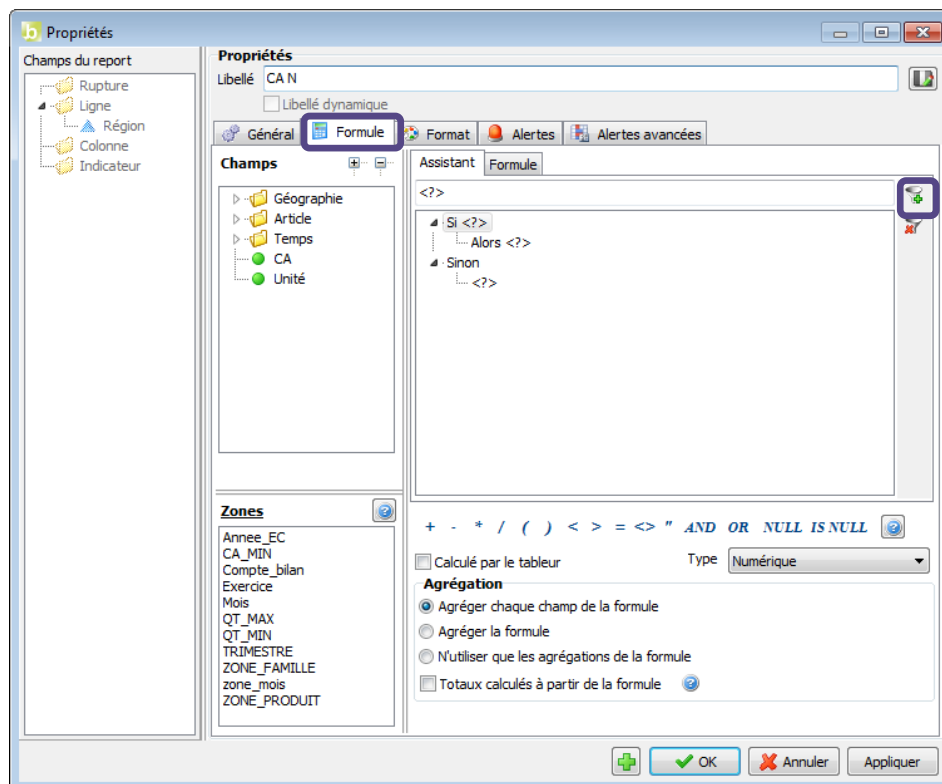 Propriétés
Champs du report
Rupture
Ligne
Région
Colonne
Indicateur
Propriétés
Libellé CA N
Libellé dynamique
Général Formule Format Alertes Alertes avancées
Champs
Géographie
Article
Temps
CA
Unité
Zones
Annee_EC
CA_MIN
Compte_bilan
Exercice
Mois
QT_MAX
QT_MIN
TRIMESTRE
ZONE_FAMILLE
zone_mois
ZONE_PRODUIT
Assistant Formule
<?>
Si <?>
Alors <?>
Sinon
<?>
+ - * / ( ) < > = <> " AND OR NULL IS NULL ?
Calculé par le tableur Type Numérique
Agrégation
Agréger chaque champ de la formule
Agréger la formule
N'utiliser que les agrégations de la formule
Totaux calculés à partir de la formule ?
OK Annuler Appliquer